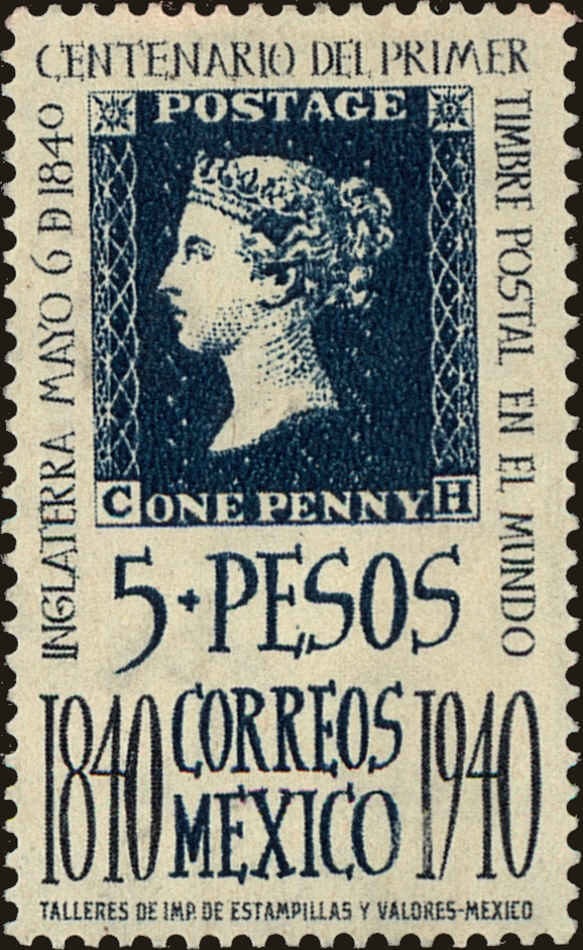 CENTENARIO DEL PRIMER
TIMBRE POSTAL EN EL MUNDO
INGLATERRA MAYO 6 D 1840
POSTAGE
C ONE PENNY. H
5·PESOS
1840 CORREOS 1940
MEXICO
TALLERES DE IMP. DE ESTAMPILLAS Y VALORES-MEXICO